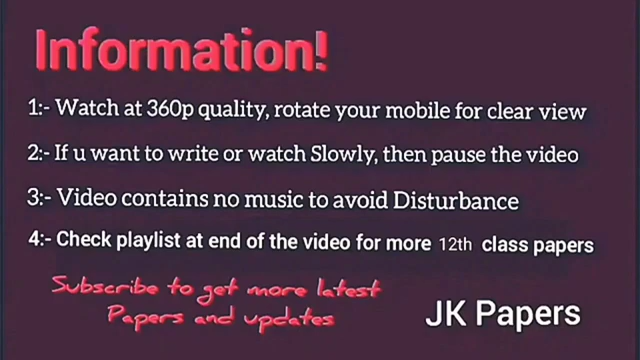 Information!
1:- Watch at 360p quality, rotate your mobile for clear view
2:- If u want to write or watch Slowly, then pause the video
3:- Video contains no music to avoid Disturbance
4:- Check playlist at end of the video for more 12th class papers
Subscribe to get more latest
Papers and updates
JK Papers